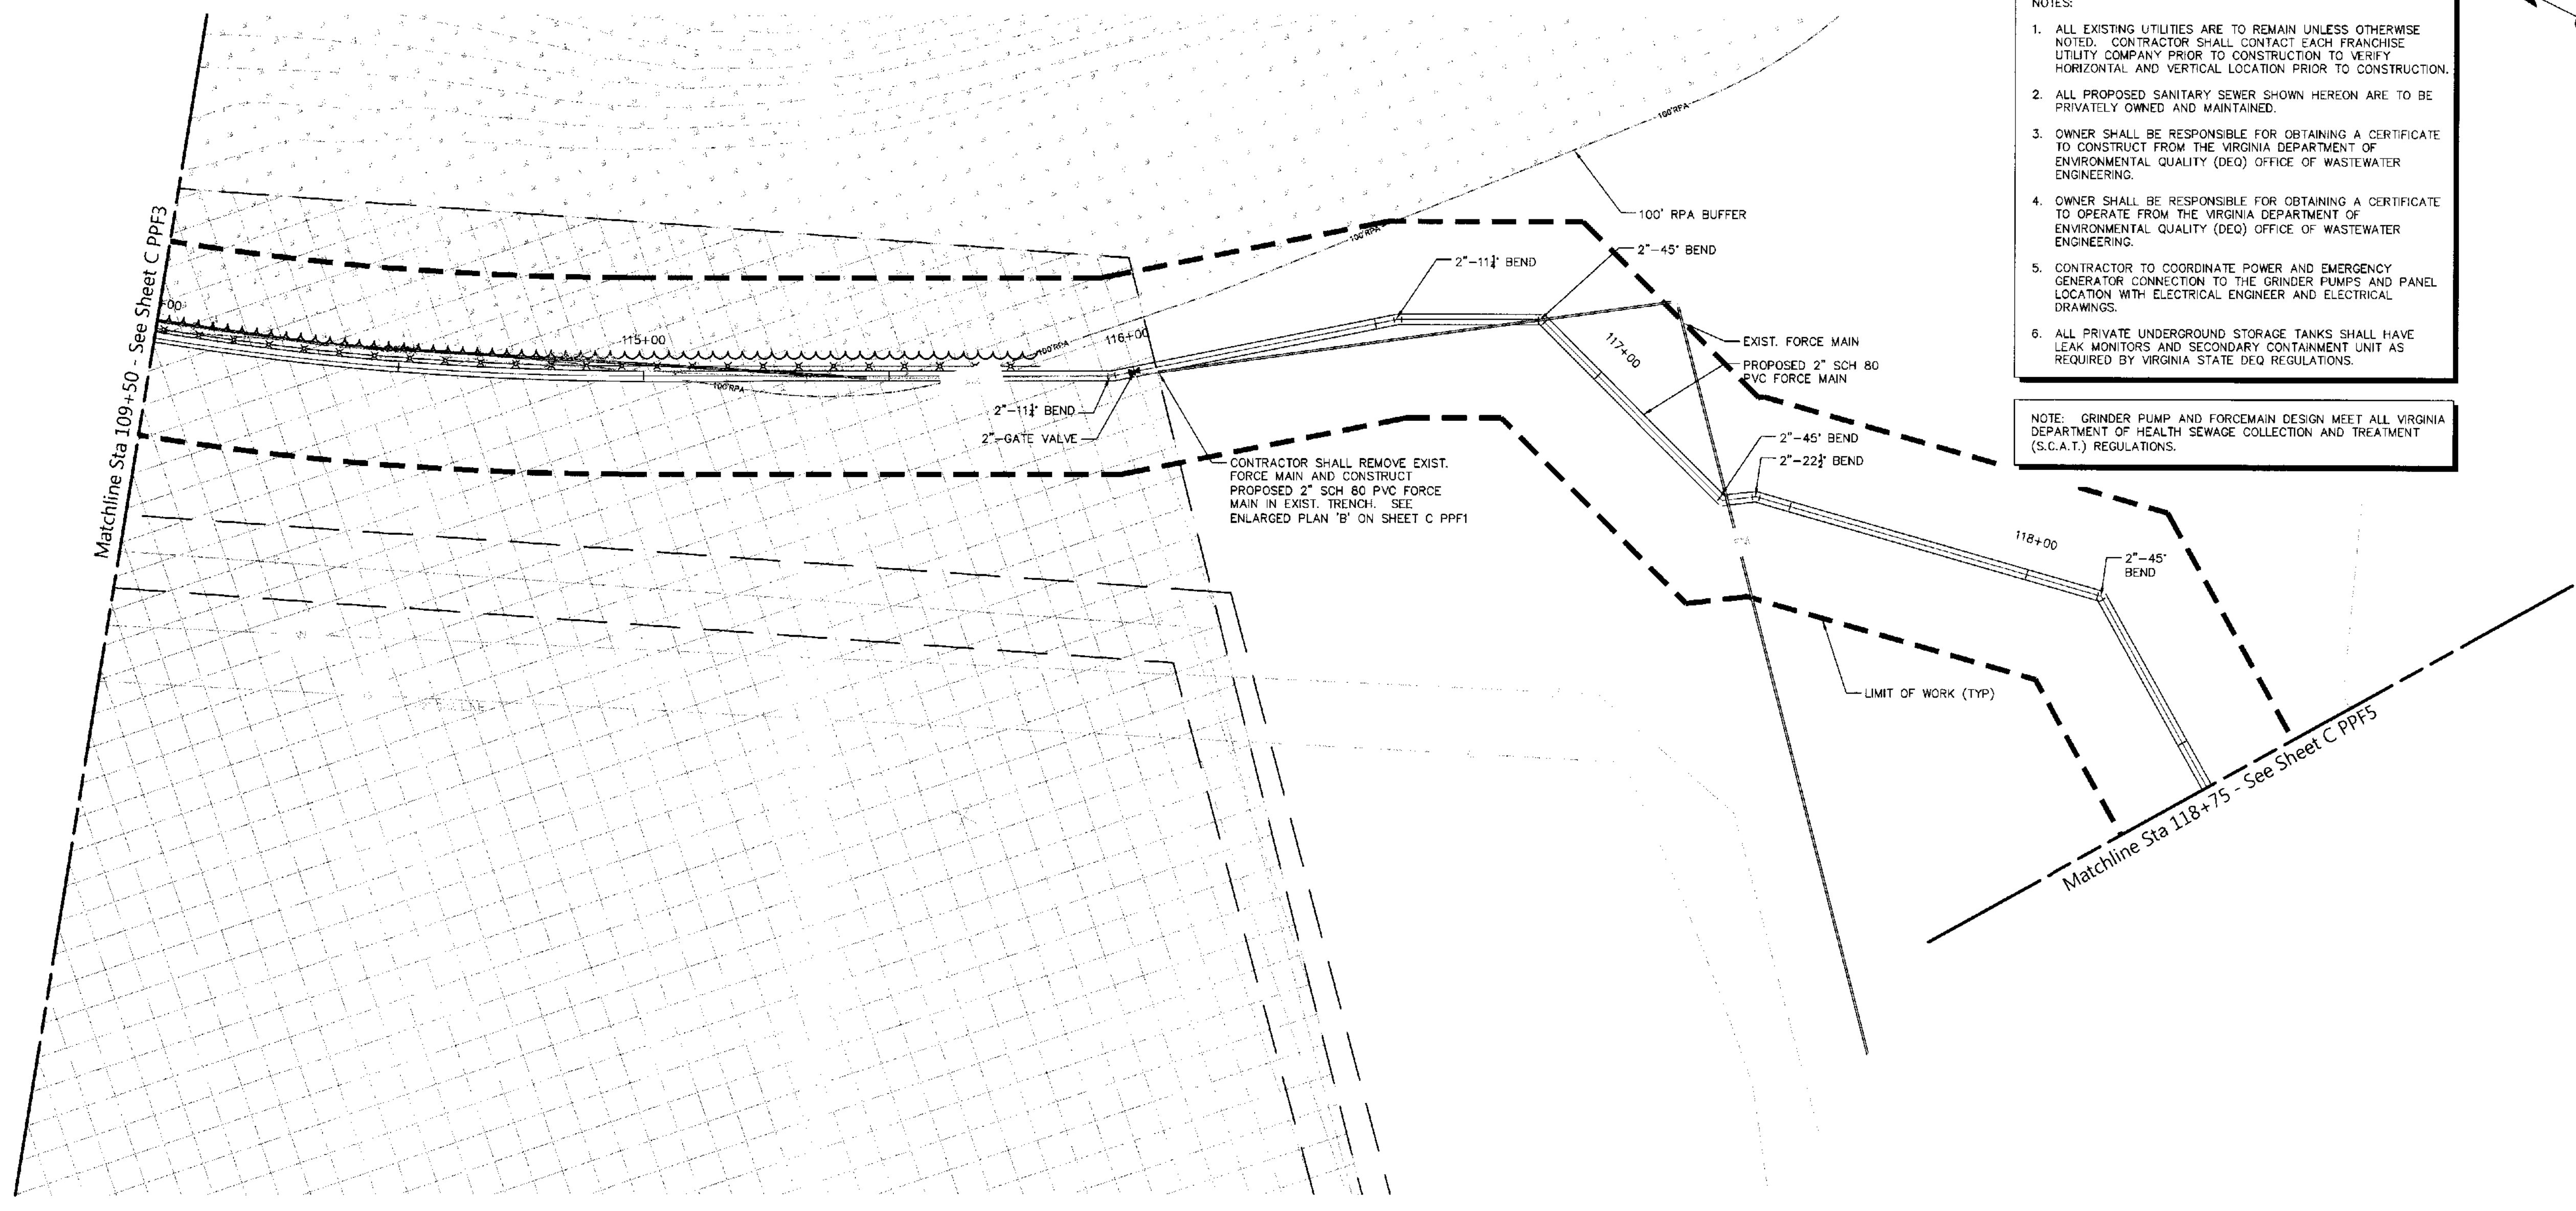 NOTES:
1. ALL EXISTING UTILITIES ARE TO REMAIN UNLESS OTHERWISE
NOTED. CONTRACTOR SHALL CONTACT EACH FRANCHISE
UTILITY COMPANY PRIOR TO CONSTRUCTION TO VERIFY
HORIZONTAL AND VERTICAL LOCATION PRIOR TO CONSTRUCTION.
2. ALL PROPOSED SANITARY SEWER SHOWN HEREON ARE TO BE
PRIVATELY OWNED AND MAINTAINED.
3. OWNER SHALL BE RESPONSIBLE FOR OBTAINING A CERTIFICATE
TO CONSTRUCT FROM THE VIRGINIA DEPARTMENT OF
ENVIRONMENTAL QUALITY (DEQ) OFFICE OF WASTEWATER
ENGINEERING.
4. OWNER SHALL BE RESPONSIBLE FOR OBTAINING A CERTIFICATE
TO OPERATE FROM THE VIRGINIA DEPARTMENT OF
ENVIRONMENTAL QUALITY (DEQ) OFFICE OF WASTEWATER
ENGINEERING.
5. CONTRACTOR TO COORDINATE POWER AND EMERGENCY
GENERATOR CONNECTION TO THE GRINDER PUMPS AND PANEL
LOCATION WITH ELECTRICAL ENGINEER AND ELECTRICAL
DRAWINGS.
6. ALL PRIVATE UNDERGROUND STORAGE TANKS SHALL HAVE
LEAK MONITORS AND SECONDARY CONTAINMENT UNIT AS
REQUIRED BY VIRGINIA STATE DEQ REGULATIONS.
NOTE: GRINDER PUMP AND FORCEMAIN DESIGN MEET ALL VIRGINIA
DEPARTMENT OF HEALTH SEWAGE COLLECTION AND TREATMENT
(S.C.A.T.) REGULATIONS.
100'RPA
100' RPA BUFFER
100'RPA
2"-45° BEND
2"-11¼° BEND
Matchline Sta 109+50 - See Sheet C PPF3
+00
115+00
100'RPA
116+00
117+00
EXIST. FORCE MAIN
PROPOSED 2" SCH 80
PVC FORCE MAIN
100'RPA
2"-11¼° BEND
2"-GATE VALVE
2"-45° BEND
2"-22½° BEND
CONTRACTOR SHALL REMOVE EXIST.
FORCE MAIN AND CONSTRUCT
PROPOSED 2" SCH 80 PVC FORCE
MAIN IN EXIST. TRENCH. SEE
ENLARGED PLAN 'B' ON SHEET C PPF1
118+00
2"-45°
BEND
LIMIT OF WORK (TYP)
Matchline Sta 118+75 - See Sheet C PPF5